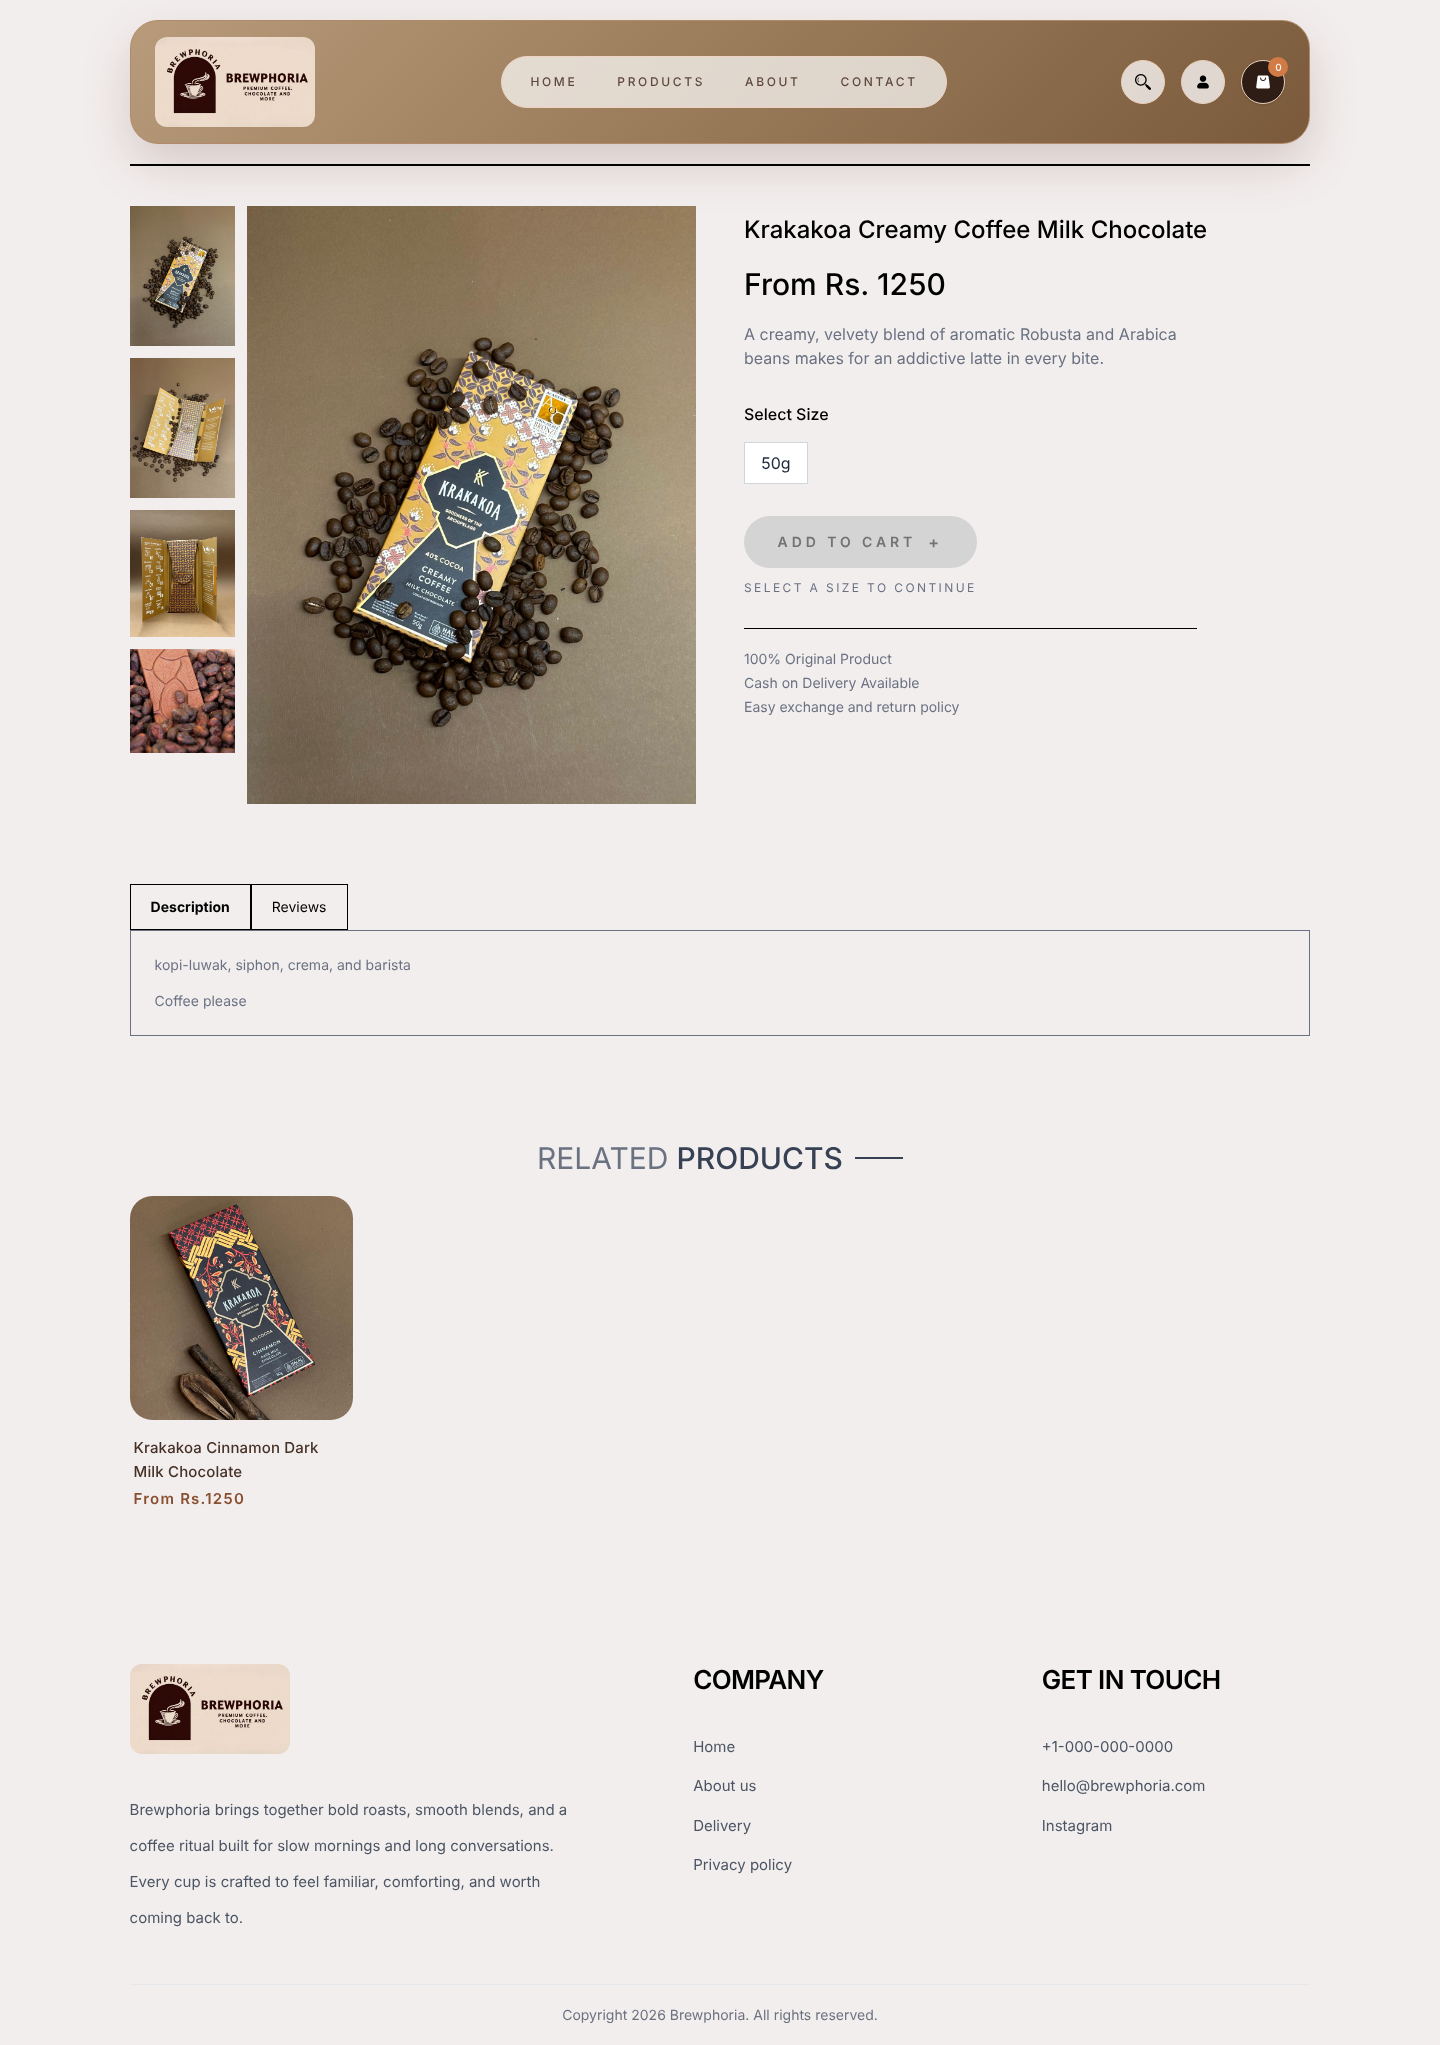 BREWPHORIA
BREWPHORIA
PREMIUM COFFEE,
CHOCOLATE AND
MORE
HOME
PRODUCTS
ABOUT
CONTACT
0
KRAKAKOA
GOODNESS OF THE
ARCHIPELAGO
40% COCOA
CREAMY
COFFEE
MILK CHOCOLATE
50g
Krakakoa Creamy Coffee Milk Chocolate
From Rs. 1250
A creamy, velvety blend of aromatic Robusta and Arabica
beans makes for an addictive latte in every bite.
Select Size
50g
ADD TO CART +
SELECT A SIZE TO CONTINUE
100% Original Product
Cash on Delivery Available
Easy exchange and return policy
Description
Reviews
kopi-luwak, siphon, crema, and barista
Coffee please
RELATED PRODUCTS
KRAKAKOA
CINNAMON
Krakakoa Cinnamon Dark
Milk Chocolate
From Rs.1250
BREWPHORIA
BREWPHORIA
PREMIUM COFFEE,
CHOCOLATE AND
MORE
Brewphoria brings together bold roasts, smooth blends, and a
coffee ritual built for slow mornings and long conversations.
Every cup is crafted to feel familiar, comforting, and worth
coming back to.
COMPANY
Home
About us
Delivery
Privacy policy
GET IN TOUCH
+1-000-000-0000
hello@brewphoria.com
Instagram
Copyright 2026 Brewphoria. All rights reserved.